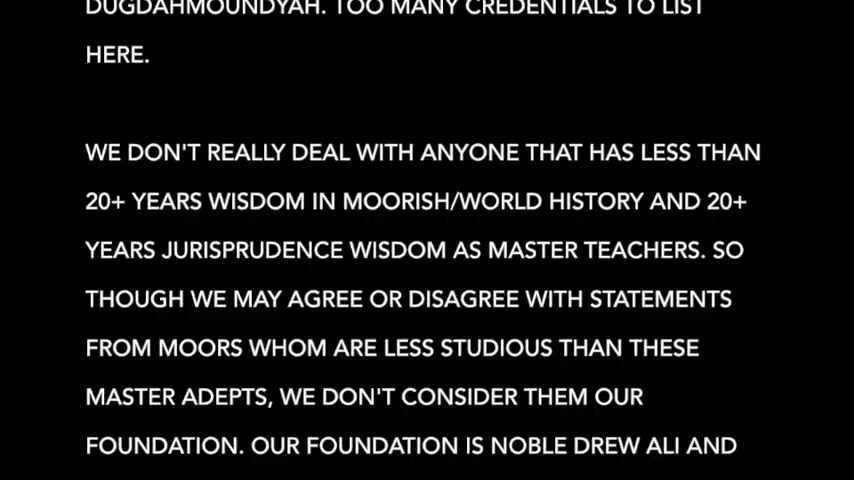 DUGDAHMOUNDYAH. TOO MANY CREDENTIALS TO LIST
HERE.
WE DON'T REALLY DEAL WITH ANYONE THAT HAS LESS THAN
20+ YEARS WISDOM IN MOORISH/WORLD HISTORY AND 20+
YEARS JURISPRUDENCE WISDOM AS MASTER TEACHERS. SO
THOUGH WE MAY AGREE OR DISAGREE WITH STATEMENTS
FROM MOORS WHOM ARE LESS STUDIOUS THAN THESE
MASTER ADEPTS, WE DON'T CONSIDER THEM OUR
FOUNDATION. OUR FOUNDATION IS NOBLE DREW ALI AND